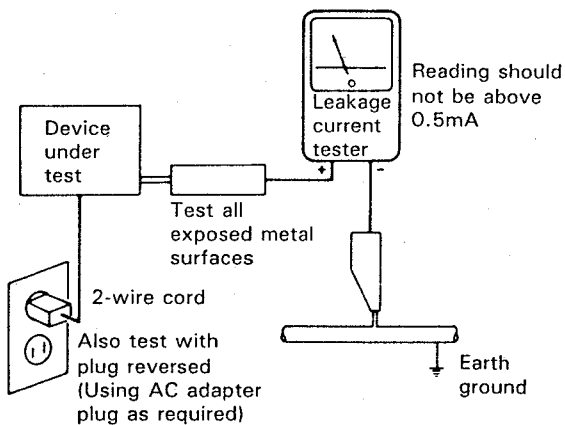 Device
under
test
Leakage
current
tester
+
-
Reading should
not be above
0.5mA
Test all
exposed metal
surfaces
2-wire cord
Also test with
plug reversed
(Using AC adapter
plug as required)
Earth
ground